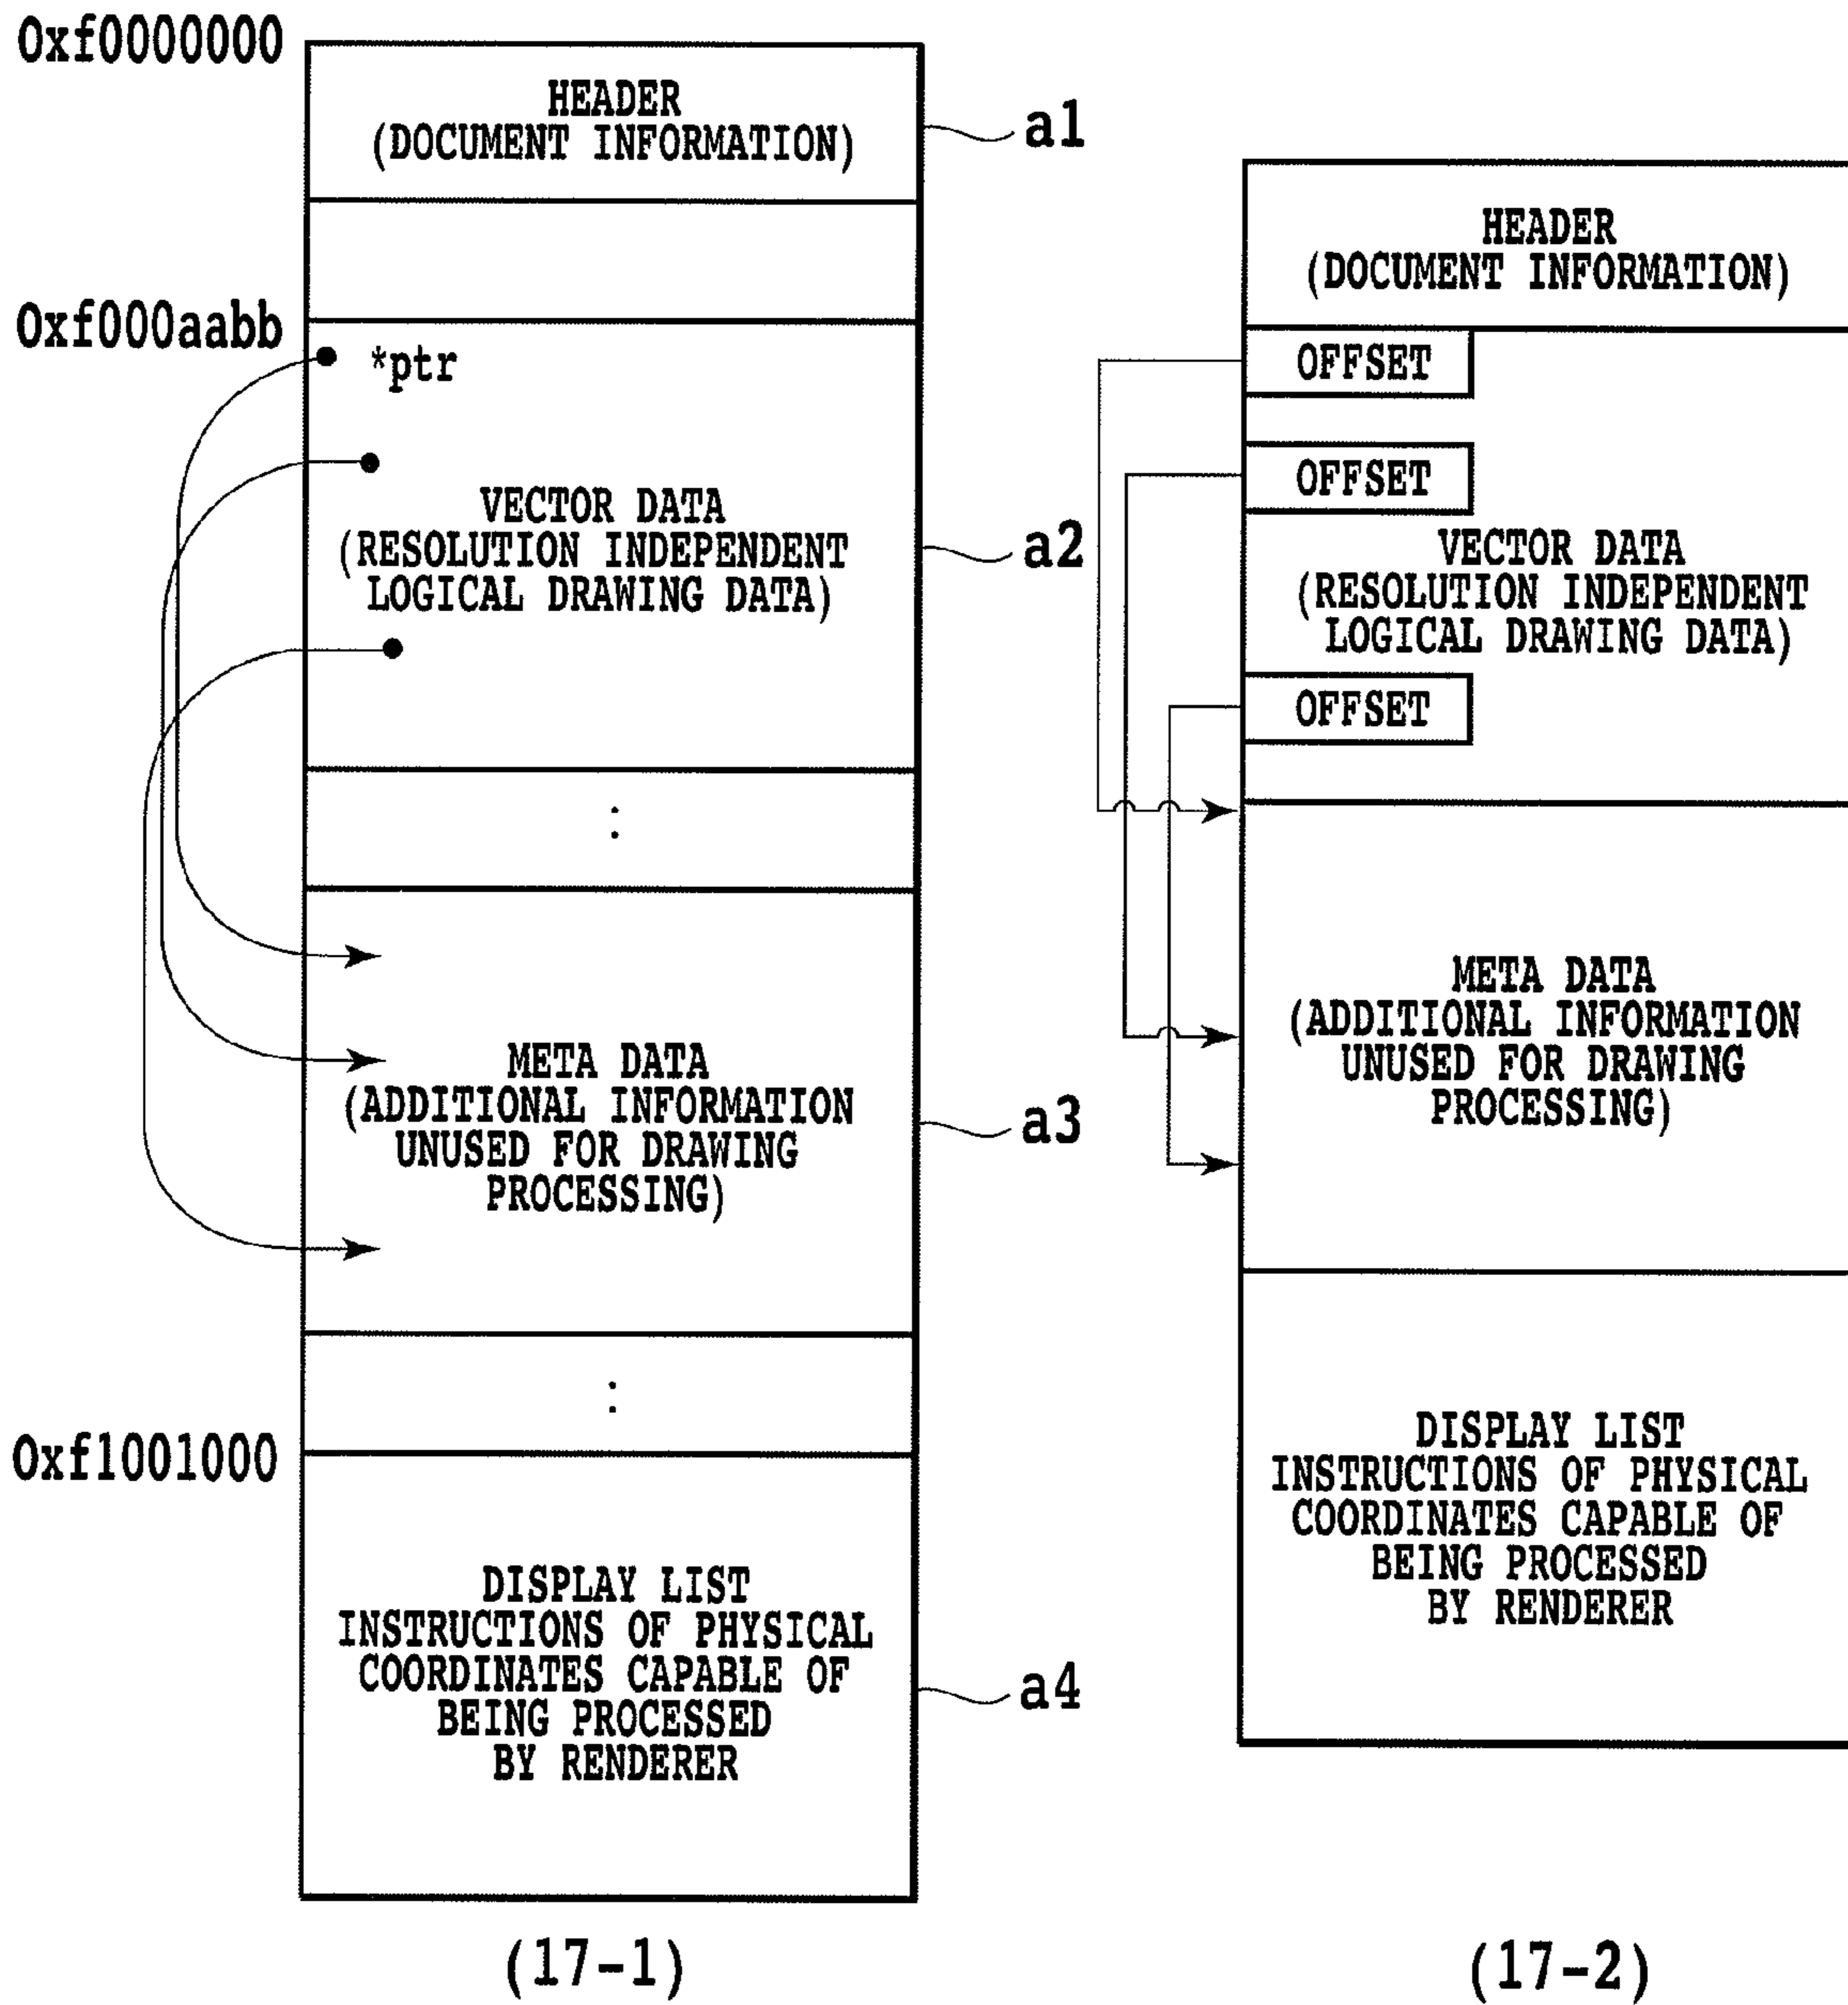 0xf0000000
HEADER
(DOCUMENT INFORMATION)
a1
0xf000aabb
*ptr
VECTOR DATA
(RESOLUTION INDEPENDENT
LOGICAL DRAWING DATA)
a2
:
META DATA
(ADDITIONAL INFORMATION
UNUSED FOR DRAWING
PROCESSING)
a3
:
0xf1001000
DISPLAY LIST
INSTRUCTIONS OF PHYSICAL
COORDINATES CAPABLE OF
BEING PROCESSED
BY RENDERER
a4
(17-1)
HEADER
(DOCUMENT INFORMATION)
OFFSET
OFFSET
VECTOR DATA
(RESOLUTION INDEPENDENT
LOGICAL DRAWING DATA)
OFFSET
META DATA
(ADDITIONAL INFORMATION
UNUSED FOR DRAWING
PROCESSING)
DISPLAY LIST
INSTRUCTIONS OF PHYSICAL
COORDINATES CAPABLE OF
BEING PROCESSED
BY RENDERER
(17-2)